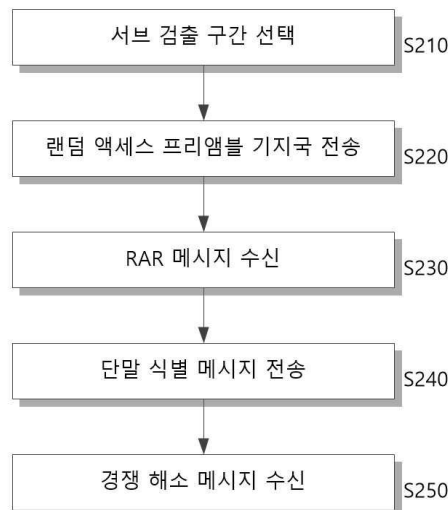 서브 검출 구간 선택
S210
랜덤 액세스 프리앰블 기지국 전송
S220
RAR 메시지 수신
S230
단말 식별 메시지 전송
S240
경쟁 해소 메시지 수신
S250